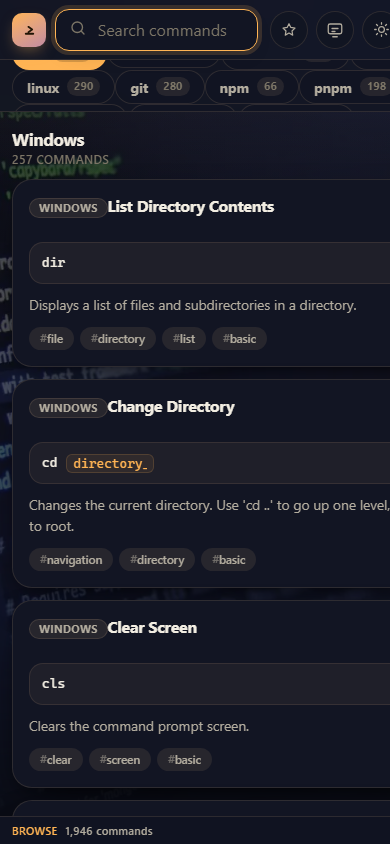 Search commands
linux 290 git 280 npm 66 pnpm 198
Windows
257 COMMANDS
WINDOWS List Directory Contents
dir
Displays a list of files and subdirectories in a directory.
#file #directory #list #basic
WINDOWS Change Directory
cd directory_
Changes the current directory. Use 'cd ..' to go up one level,
to root.
#navigation #directory #basic
WINDOWS Clear Screen
cls
Clears the command prompt screen.
#clear #screen #basic
BROWSE 1,946 commands